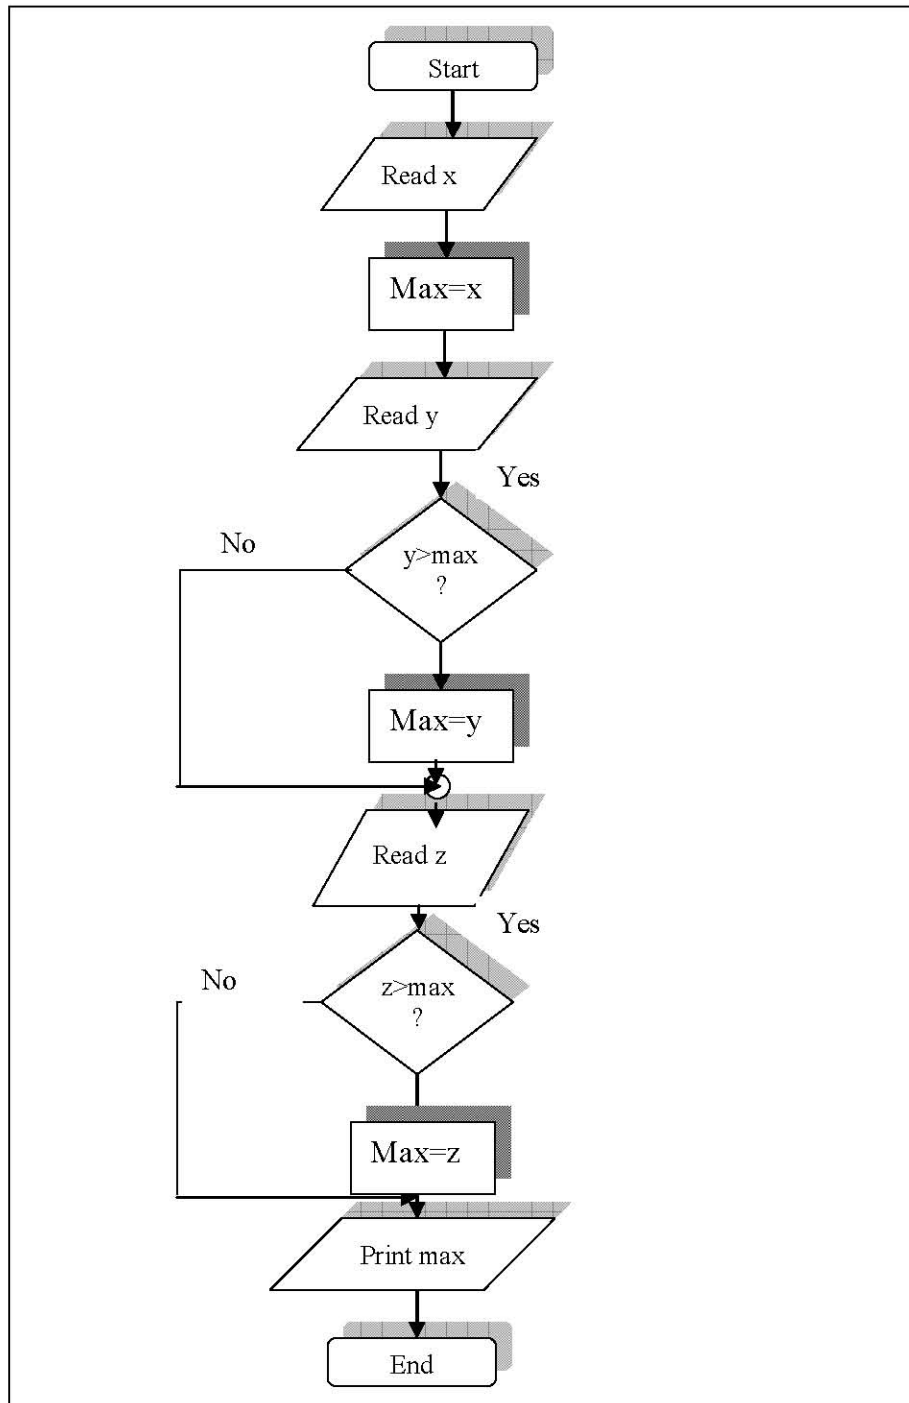 Start
Read x
Max=x
Read y
Yes
No
y>max
?
Max=y
Read z
Yes
No
z>max
?
Max=z
Print max
End